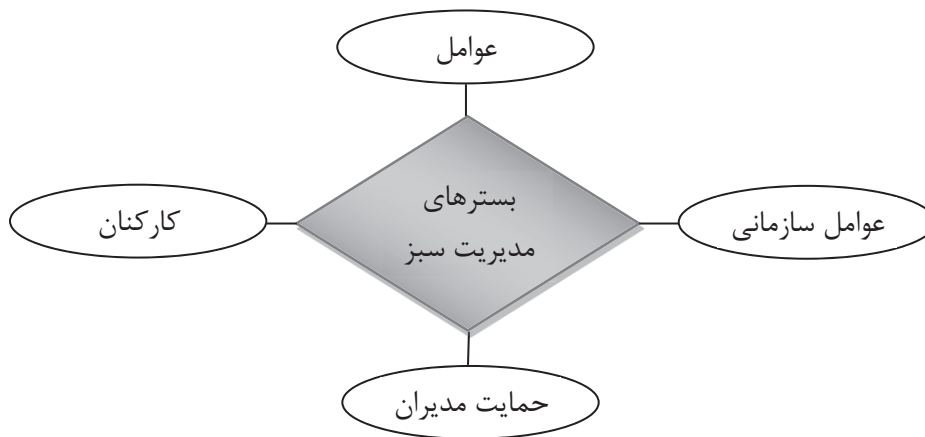 عوامل
بسترهای
مدیریت سبز
عوامل سازمانی
کارکنان
حمایت مدیران